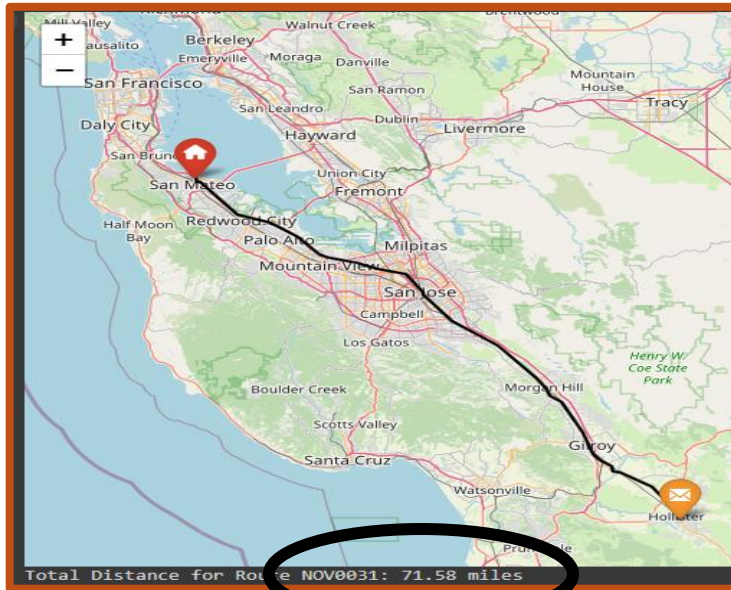 Mill Valley
Berkeley
Walnut Creek
Emeryville
Moraga
Danville
San Ramon
Mountain
House
San Francisco
San Leandro
Tracy
Dublin
Livermore
Daly City
Hayward
Union City
San Mateo
Fremont
Redwood City
Half Moon
Bay
Palo Alto
Milpitas
Mountain View
San Jose
Campbell
Los Gatos
Henry W.
Coe State
Park
Boulder Creek
Morgan Hill
Scotts Valley
Gilroy
Santa Cruz
Watsonville
Total Distance for Route NOV0031: 71.58 miles